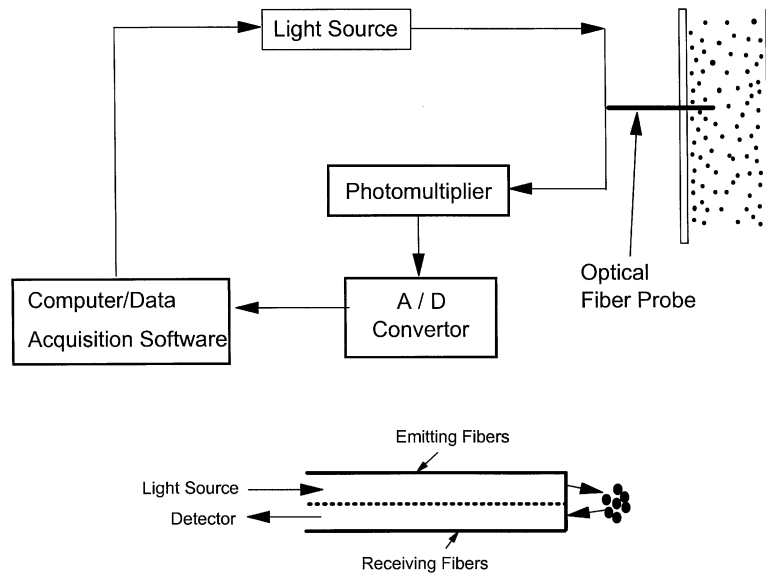 Light Source
Photomultiplier
Optical
Fiber Probe
Computer/Data
Acquisition Software
A / D
Convertor
Emitting Fibers
Light Source
Detector
Receiving Fibers